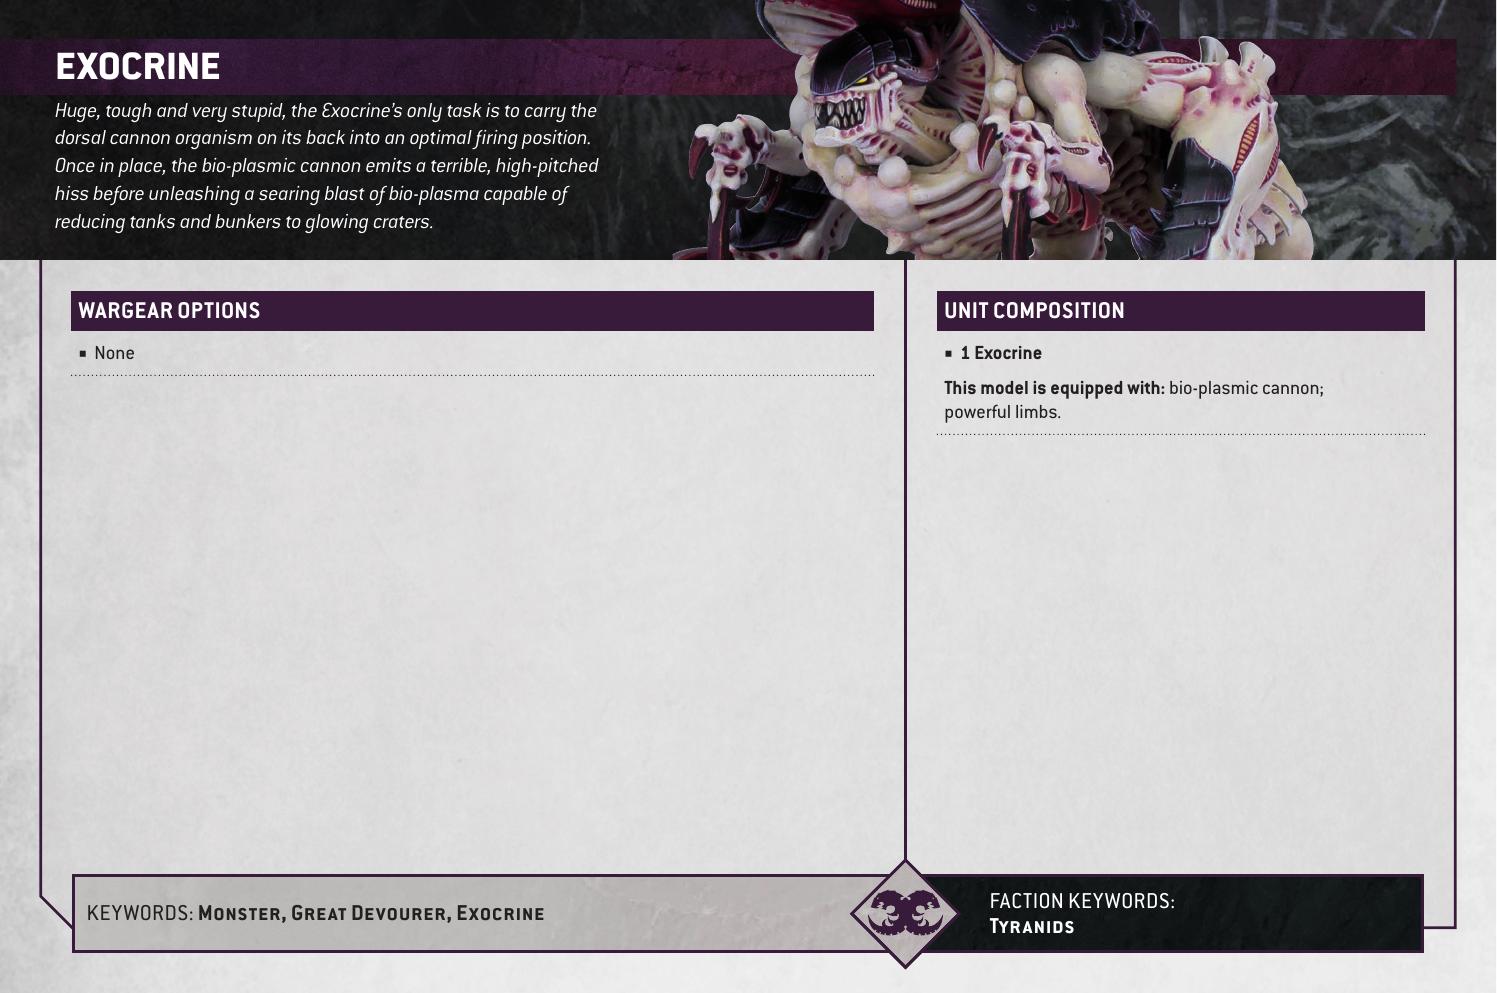 EXOCRINE
Huge, tough and very stupid, the Exocrine's only task is to carry the
dorsal cannon organism on its back into an optimal firing position.
Once in place, the bio-plasmic cannon emits a terrible, high-pitched
hiss before unleashing a searing blast of bio-plasma capable of
reducing tanks and bunkers to glowing craters.
WARGEAR OPTIONS
▪ None
UNIT COMPOSITION
▪ 1 Exocrine
This model is equipped with: bio-plasmic cannon;
powerful limbs.
KEYWORDS: Monster, Great Devourer, Exocrine
FACTION KEYWORDS:
Tyranids